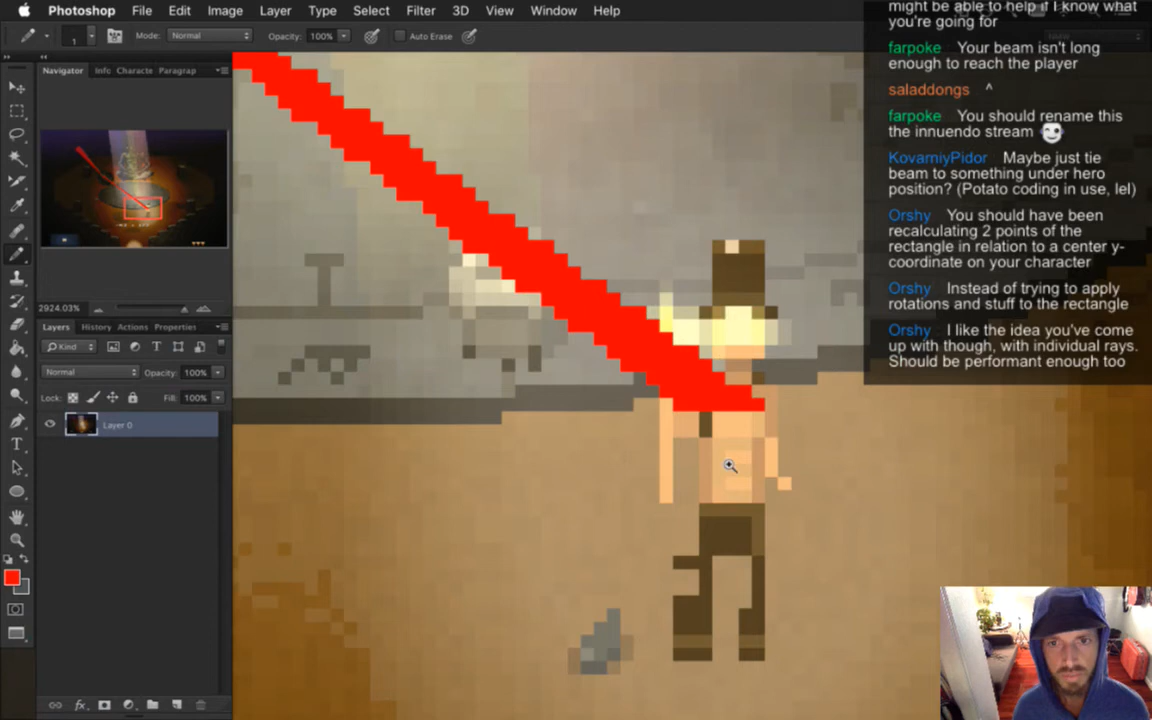 Photoshop File Edit Image Layer Type Select Filter 3D View Window Help
1 Mode: Normal Opacity: 100% Auto Erase
Navigator Info Characte Paragrap
2924.03%
Layers History Actions Properties
Kind
Normal Opacity: 100%
Lock: Fill: 100%
Layer 0
fx
might be able to help if I know what
you're going for
farpoke Your beam isn't long
enough to reach the player
saladdongs ^
farpoke You should rename this
the innuendo stream
KovarniyPidor Maybe just tie
beam to something under hero
position? (Potato coding in use, lel)
Orshy You should have been
recalculating 2 points of the
rectangle in relation to a center y-
coordinate on your character
Orshy Instead of trying to apply
rotations and stuff to the rectangle
Orshy I like the idea you've come
up with though, with individual rays.
Should be performant enough too